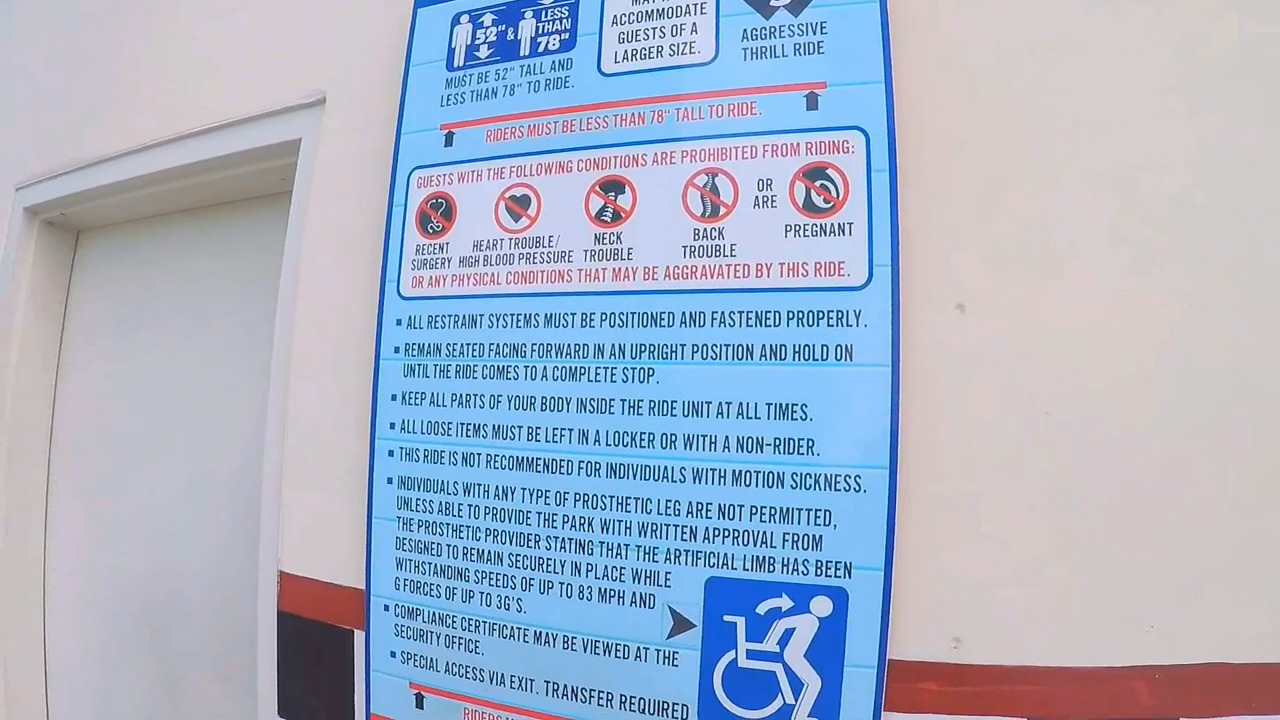 52" & LESS
THAN
78"
MUST BE 52" TALL AND
LESS THAN 78" TO RIDE.
ACCOMMODATE
GUESTS OF A
LARGER SIZE.
AGGRESSIVE
THRILL RIDE
RIDERS MUST BE LESS THAN 78" TALL TO RIDE.
GUESTS WITH THE FOLLOWING CONDITIONS ARE PROHIBITED FROM RIDING:
RECENT
SURGERY
HEART TROUBLE/
HIGH BLOOD PRESSURE
NECK
TROUBLE
BACK
TROUBLE
OR
ARE
PREGNANT
OR ANY PHYSICAL CONDITIONS THAT MAY BE AGGRAVATED BY THIS RIDE.
▪ ALL RESTRAINT SYSTEMS MUST BE POSITIONED AND FASTENED PROPERLY.
▪ REMAIN SEATED FACING FORWARD IN AN UPRIGHT POSITION AND HOLD ON
UNTIL THE RIDE COMES TO A COMPLETE STOP.
▪ KEEP ALL PARTS OF YOUR BODY INSIDE THE RIDE UNIT AT ALL TIMES.
▪ ALL LOOSE ITEMS MUST BE LEFT IN A LOCKER OR WITH A NON-RIDER.
▪ THIS RIDE IS NOT RECOMMENDED FOR INDIVIDUALS WITH MOTION SICKNESS.
▪ INDIVIDUALS WITH ANY TYPE OF PROSTHETIC LEG ARE NOT PERMITTED,
UNLESS ABLE TO PROVIDE THE PARK WITH WRITTEN APPROVAL FROM
THE PROSTHETIC PROVIDER STATING THAT THE ARTIFICIAL LIMB HAS BEEN
DESIGNED TO REMAIN SECURELY IN PLACE WHILE
WITHSTANDING SPEEDS OF UP TO 83 MPH AND
G FORCES OF UP TO 3G'S.
▪ COMPLIANCE CERTIFICATE MAY BE VIEWED AT THE
SECURITY OFFICE.
▪ SPECIAL ACCESS VIA EXIT. TRANSFER REQUIRED
RIDERS